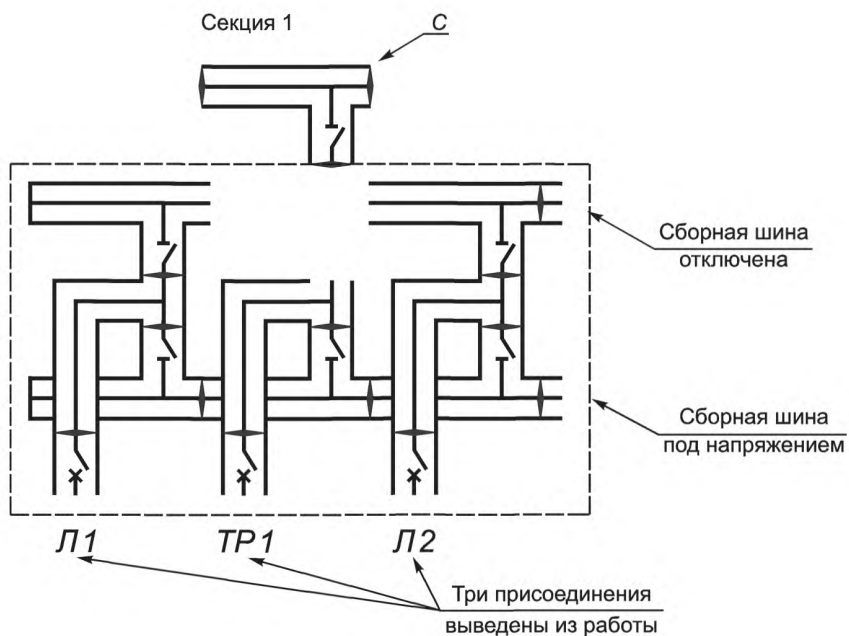 Секция 1
С
Сборная шина
отключена
Сборная шина
под напряжением
Л1
ТР1
Л2
Три присоединения
выведены из работы